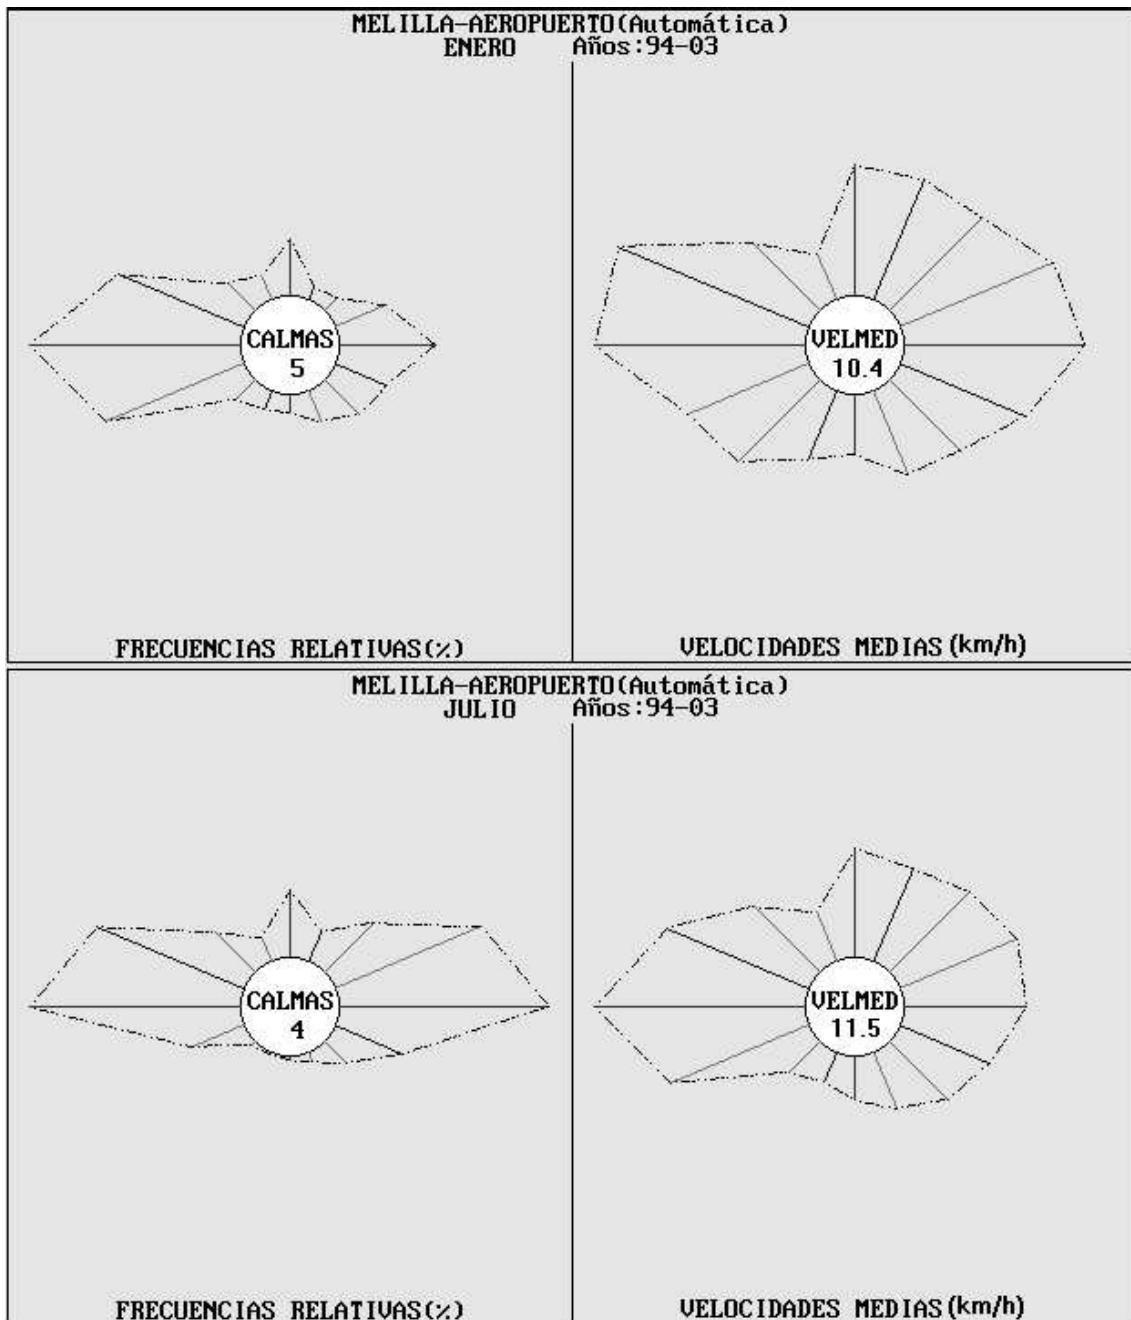 MELILLA-AEROPUERTO(Automática)
ENERO Años:94-03
CALMAS
5
VELMED
10.4
FRECUENCIAS RELATIVAS(%)
VELOCIDADES MEDIAS (km/h)
MELILLA-AEROPUERTO(Automática)
JULIO Años:94-03
CALMAS
4
VELMED
11.5
FRECUENCIAS RELATIVAS(%)
VELOCIDADES MEDIAS (km/h)